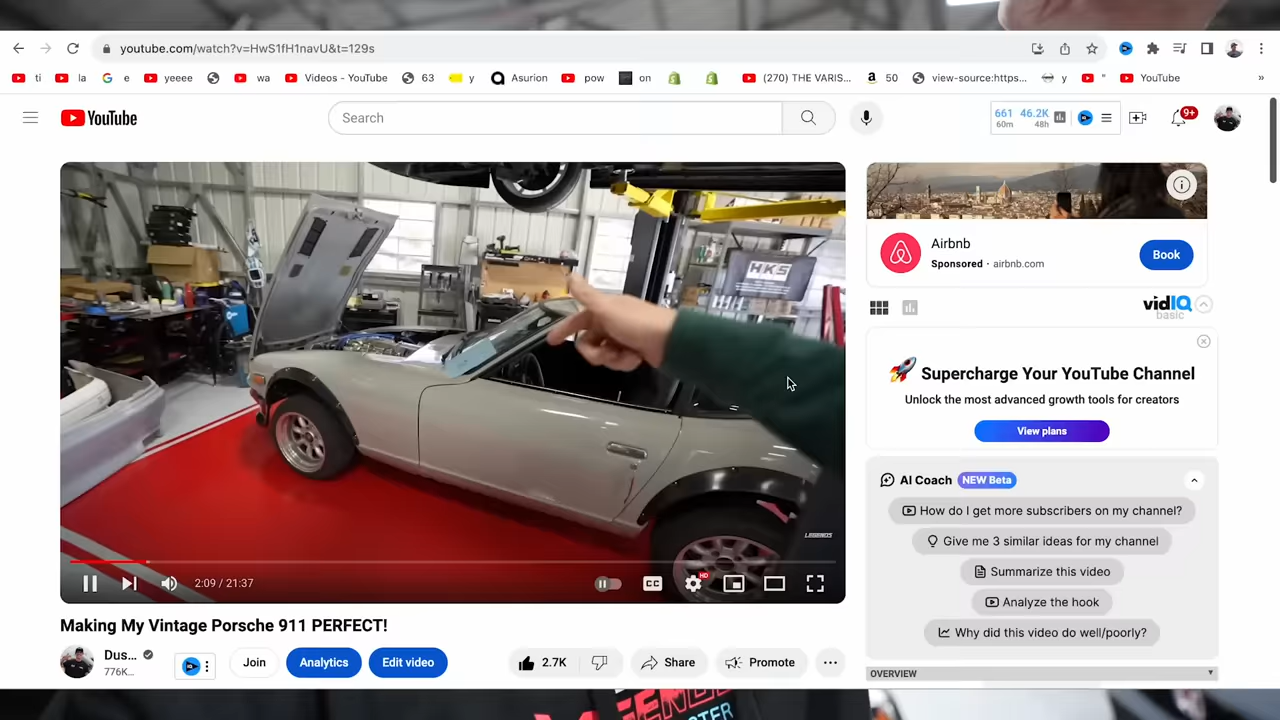 youtube.com/watch?v=HwS1fH1navU&t=129s
ti la e yeeee wa Videos - YouTube 63 y Asurion pow on (270) THE VARIS... 50 view-source:https... y " YouTube »
YouTube
Search
661 46.2K
60m 48h
9+
HKS
LEGENDS
2:09 / 21:37
CC
HD
Making My Vintage Porsche 911 PERFECT!
Dus...
776K...
Join
Analytics
Edit video
2.7K
Share
Promote
Airbnb
Sponsored · airbnb.com
Book
vidIQ
basic
Supercharge Your YouTube Channel
Unlock the most advanced growth tools for creators
View plans
AI Coach NEW Beta
How do I get more subscribers on my channel?
Give me 3 similar ideas for my channel
Summarize this video
Analyze the hook
Why did this video do well/poorly?
OVERVIEW